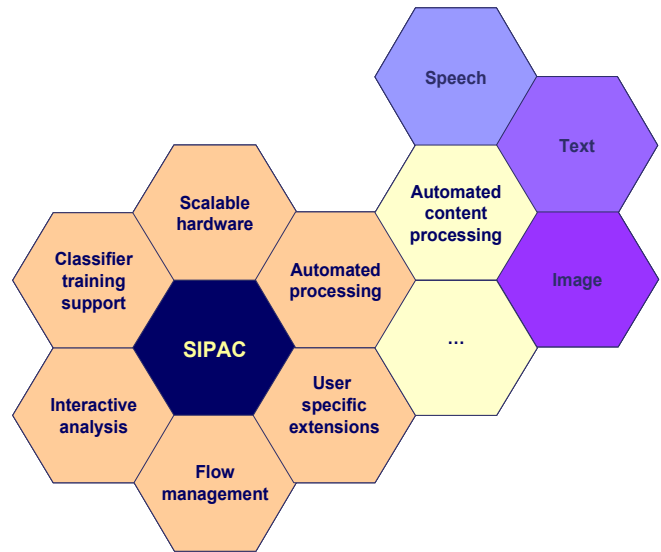 Speech
Text
Automated
content
processing
Scalable
hardware
Classifier
training
support
Automated
processing
Image
SIPAC
...
Interactive
analysis
User
specific
extensions
Flow
management